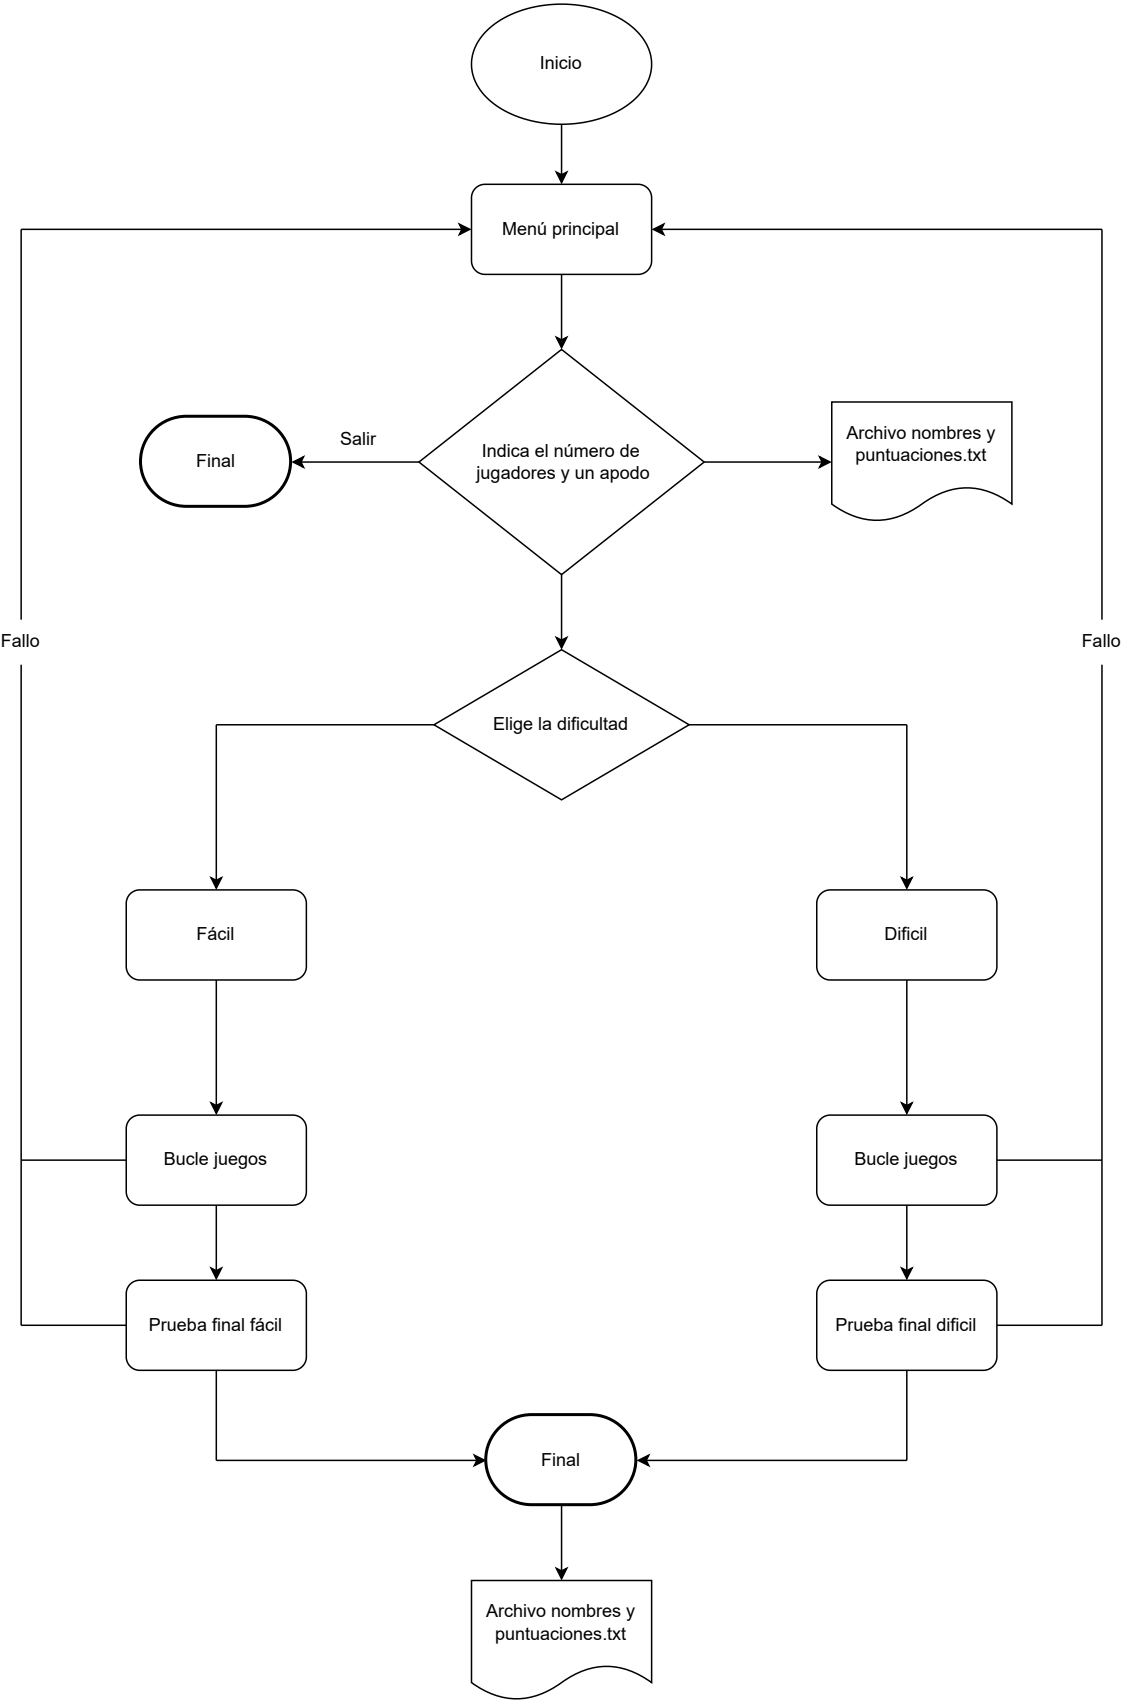 Inicio
Menú principal
Final
Salir
Indica el número de
jugadores y un apodo
Archivo nombres y
puntuaciones.txt
Fallo
Fallo
Elige la dificultad
Fácil
Dificil
Bucle juegos
Bucle juegos
Prueba final fácil
Prueba final dificil
Final
Archivo nombres y
puntuaciones.txt